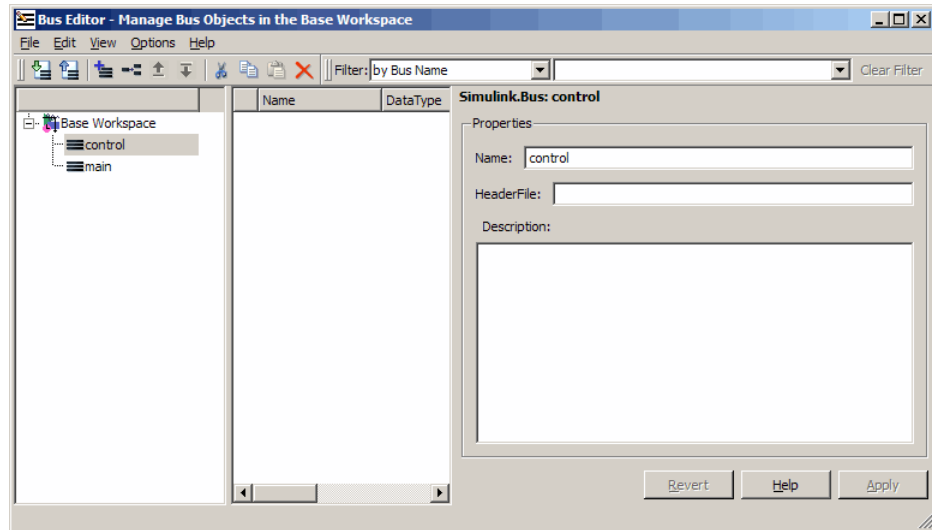 Bus Editor - Manage Bus Objects in the Base Workspace
File Edit View Options Help
Filter: by Bus Name Clear Filter
Name DataType
Base Workspace
control
main
Simulink.Bus: control
Properties
Name: control
HeaderFile:
Description:
Revert Help Apply